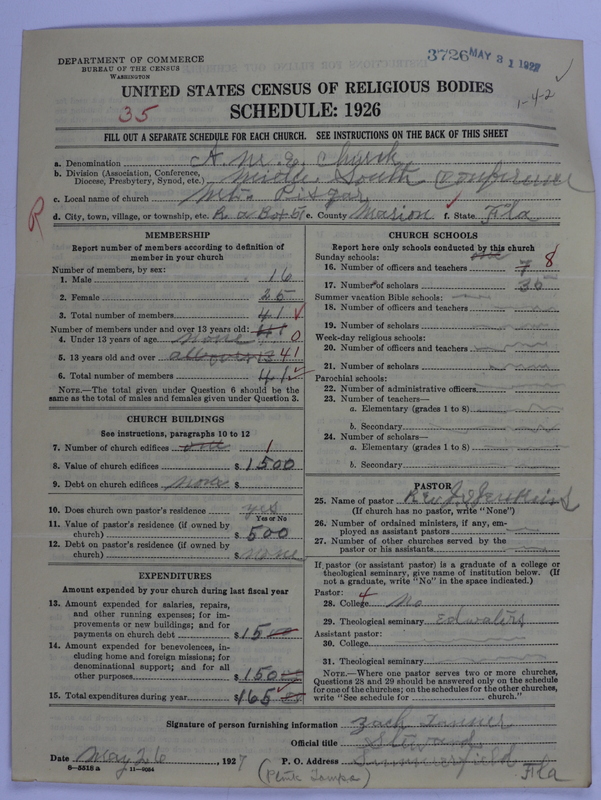 DEPARTMENT OF COMMERCE
BUREAU OF THE CENSUS
WASHINGTON
3726 MAY 31 1927
UNITED STATES CENSUS OF RELIGIOUS BODIES
SCHEDULE: 1926
35
1-4-2
FILL OUT A SEPARATE SCHEDULE FOR EACH CHURCH. SEE INSTRUCTIONS ON THE BACK OF THIS SHEET
a. Denomination A. M. E. Church
b. Division (Association, Conference, Diocese, Presbytery, Synod, etc.) Middle South Conference
c. Local name of church Mt. Pisgar
R
d. City, town, village, or township, etc. R a Box 51 e. County Marion f. State Fla
MEMBERSHIP
Report number of members according to definition of member in your church
Number of members, by sex:
1. Male 16
2. Female 25
3. Total number of members 41
Number of members under and over 13 years old:
4. Under 13 years of age none 0
5. 13 years old and over 41
6. Total number of members 41
NOTE.—The total given under Question 6 should be the same as the total of males and females given under Question 3.
CHURCH BUILDINGS
See instructions, paragraphs 10 to 12
7. Number of church edifices one 1
8. Value of church edifices $ 1500
9. Debt on church edifices none $
10. Does church own pastor's residence yes
Yes or No
11. Value of pastor's residence (if owned by church) $ 500
12. Debt on pastor's residence (if owned by church) $ none
EXPENDITURES
Amount expended by your church during last fiscal year
13. Amount expended for salaries, repairs, and other running expenses; for improvements or new buildings; and for payments on church debt $ 15
14. Amount expended for benevolences, including home and foreign missions; for denominational support; and for all other purposes $ 150
15. Total expenditures during year $ 165
CHURCH SCHOOLS
Report here only schools conducted by this church
Sunday schools:
16. Number of officers and teachers 7 8
17. Number of scholars 35
Summer vacation Bible schools:
18. Number of officers and teachers
19. Number of scholars
Week-day religious schools:
20. Number of officers and teachers
21. Number of scholars
Parochial schools:
22. Number of administrative officers
23. Number of teachers—
a. Elementary (grades 1 to 8)
b. Secondary
24. Number of scholars—
a. Elementary (grades 1 to 8)
b. Secondary
PASTOR
25. Name of pastor Rev.
(If church has no pastor, write "None")
26. Number of ordained ministers, if any, employed as assistant pastors
27. Number of other churches served by the pastor or his assistants
If pastor (or assistant pastor) is a graduate of a college or theological seminary, give name of institution below. (If not a graduate, write "No" in the space indicated.)
Pastor: 4
28. College No
29. Theological seminary Edwaters
Assistant pastor:
30. College
31. Theological seminary
NOTE.—Where one pastor serves two or more churches, Questions 28 and 29 should be answered only on the schedule for one of the churches; on the schedules for the other churches, write "See schedule for church."
Signature of person furnishing information Zack Tanner
Official title Steward
Date May 26, 1927 P. O. Address Summerfield Fla
8—5518 a 11—9064